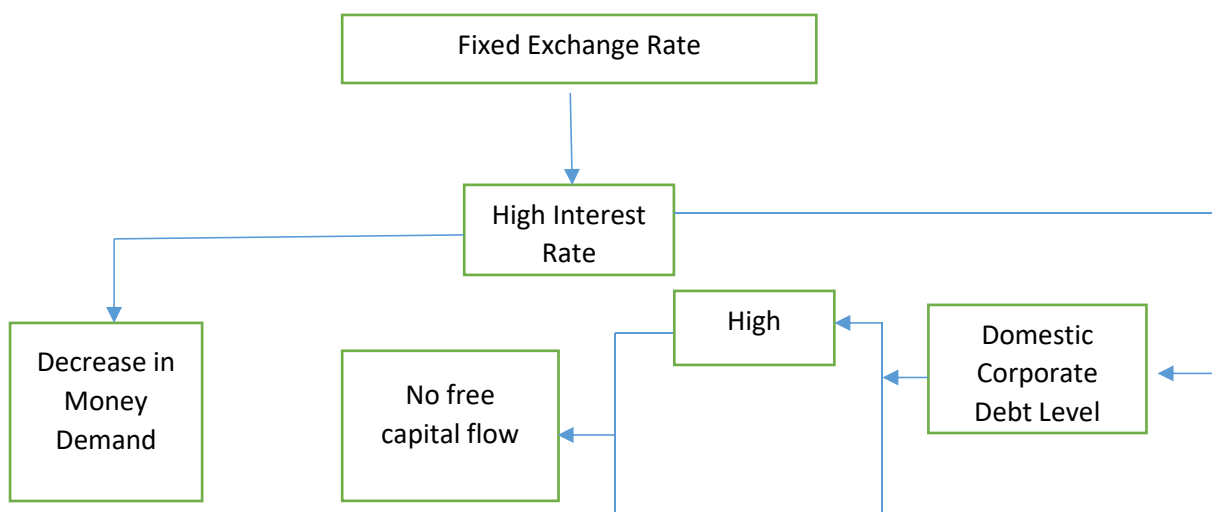 Fixed Exchange Rate
High Interest
Rate
High
Domestic
Corporate
Debt Level
Decrease in
Money
Demand
No free
capital flow